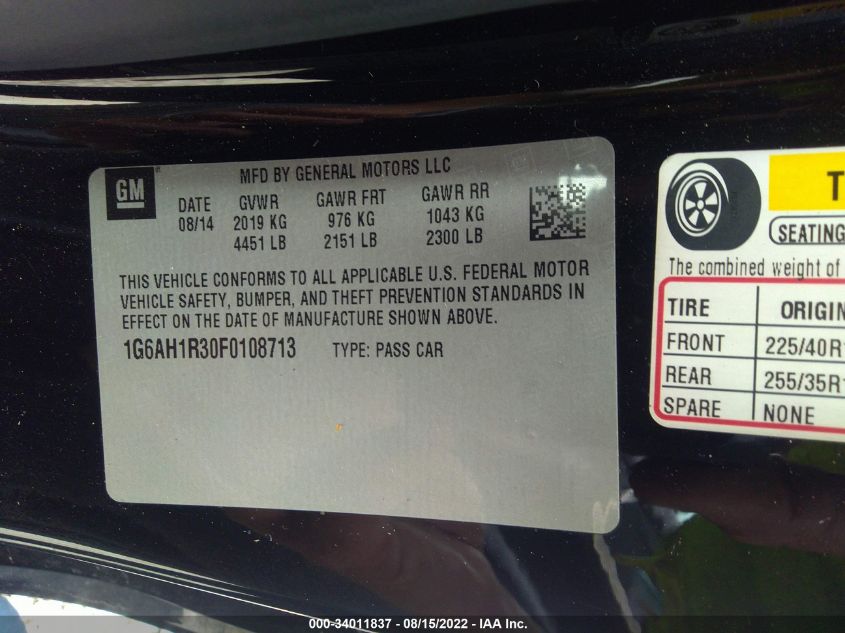 GM
MFD BY GENERAL MOTORS LLC
DATE GVWR GAWR FRT GAWR RR
08/14 2019 KG 976 KG 1043 KG
4451 LB 2151 LB 2300 LB
THIS VEHICLE CONFORMS TO ALL APPLICABLE U.S. FEDERAL MOTOR
VEHICLE SAFETY, BUMPER, AND THEFT PREVENTION STANDARDS IN
EFFECT ON THE DATE OF MANUFACTURE SHOWN ABOVE.
1G6AH1R30F0108713 TYPE: PASS CAR
T
SEATING
The combined weight of
TIRE ORIGIN
FRONT 225/40R1
REAR 255/35R1
SPARE NONE
000-34011837 - 08/15/2022 - IAA Inc.